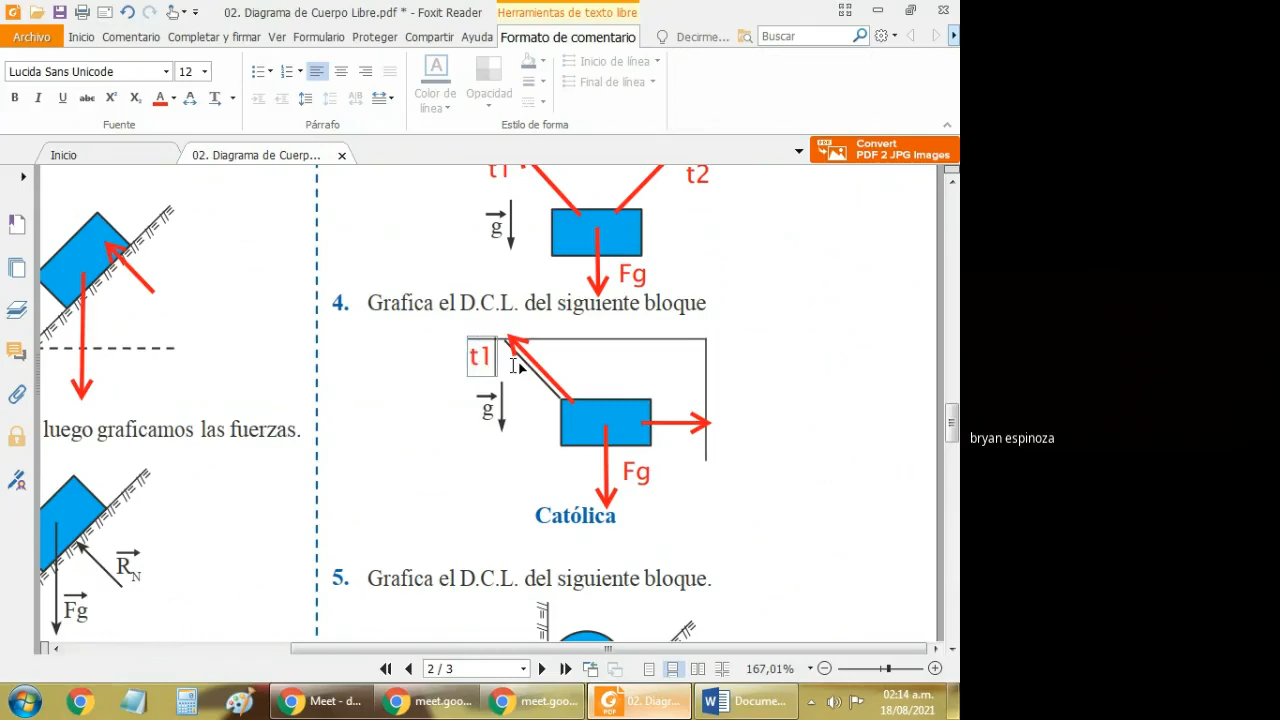 02. Diagrama de Cuerpo Libre.pdf * - Foxit Reader
Herramientas de texto libre
Archivo
Inicio
Comentario
Completar y firmar
Ver
Formulario
Proteger
Compartir
Ayuda
Formato de comentario
Decirme...
Buscar
Lucida Sans Unicode
12
Color de línea
Opacidad
Inicio de línea
Final de línea
Fuente
Párrafo
Estilo de forma
Inicio
02. Diagrama de Cuerp...
Convert
PDF 2 JPG Images
t1
t2
g
Fg
4. Grafica el D.C.L. del siguiente bloque
t1
g
Fg
Católica
5. Grafica el D.C.L. del siguiente bloque.
luego graficamos las fuerzas.
R N
Fg
2 / 3
167,01%
Meet - d...
meet.goo...
meet.goo...
02. Diagr...
Docume...
02:14 a.m.
18/08/2021
bryan espinoza